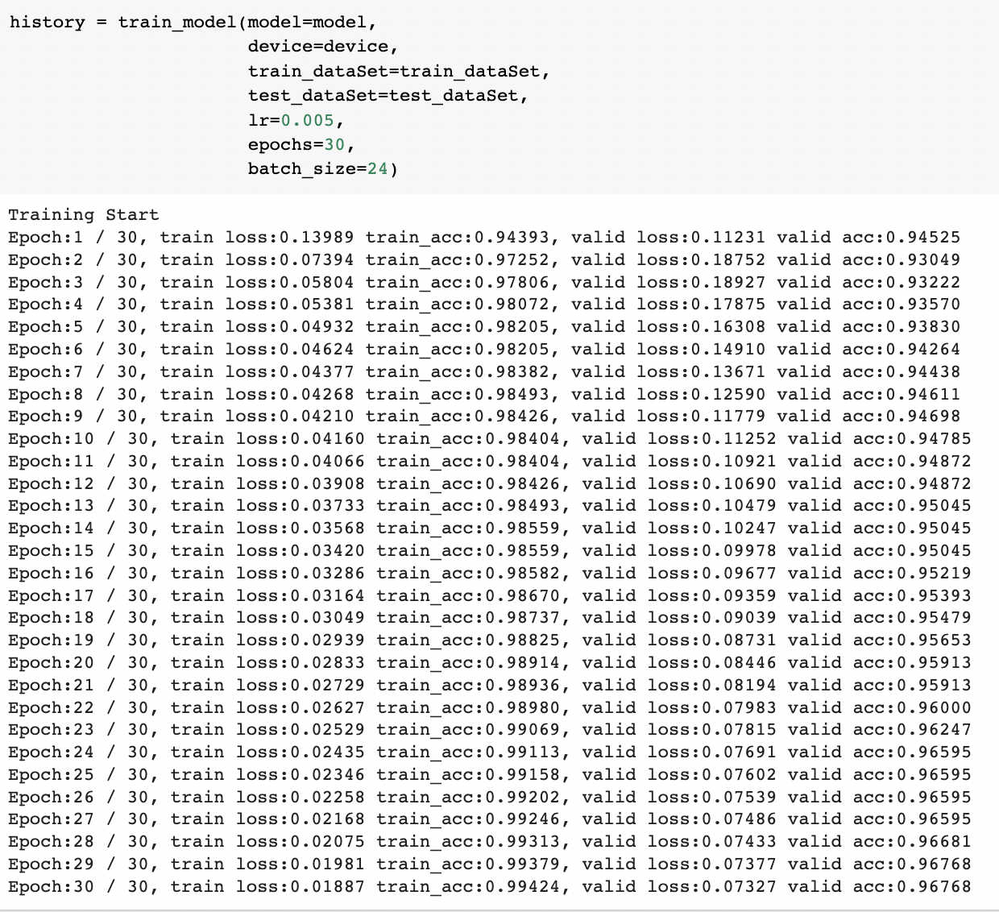 history = train_model(model=model,
device=device,
train_dataSet=train_dataSet,
test_dataSet=test_dataSet,
lr=0.005,
epochs=30,
batch_size=24)
Training Start
Epoch:1 / 30, train loss:0.13989 train_acc:0.94393, valid loss:0.11231 valid acc:0.94525
Epoch:2 / 30, train loss:0.07394 train_acc:0.97252, valid loss:0.18752 valid acc:0.93049
Epoch:3 / 30, train loss:0.05804 train_acc:0.97806, valid loss:0.18927 valid acc:0.93222
Epoch:4 / 30, train loss:0.05381 train_acc:0.98072, valid loss:0.17875 valid acc:0.93570
Epoch:5 / 30, train loss:0.04932 train_acc:0.98205, valid loss:0.16308 valid acc:0.93830
Epoch:6 / 30, train loss:0.04624 train_acc:0.98205, valid loss:0.14910 valid acc:0.94264
Epoch:7 / 30, train loss:0.04377 train_acc:0.98382, valid loss:0.13671 valid acc:0.94438
Epoch:8 / 30, train loss:0.04268 train_acc:0.98493, valid loss:0.12590 valid acc:0.94611
Epoch:9 / 30, train loss:0.04210 train_acc:0.98426, valid loss:0.11779 valid acc:0.94698
Epoch:10 / 30, train loss:0.04160 train_acc:0.98404, valid loss:0.11252 valid acc:0.94785
Epoch:11 / 30, train loss:0.04066 train_acc:0.98404, valid loss:0.10921 valid acc:0.94872
Epoch:12 / 30, train loss:0.03908 train_acc:0.98426, valid loss:0.10690 valid acc:0.94872
Epoch:13 / 30, train loss:0.03733 train_acc:0.98493, valid loss:0.10479 valid acc:0.95045
Epoch:14 / 30, train loss:0.03568 train_acc:0.98559, valid loss:0.10247 valid acc:0.95045
Epoch:15 / 30, train loss:0.03420 train_acc:0.98559, valid loss:0.09978 valid acc:0.95045
Epoch:16 / 30, train loss:0.03286 train_acc:0.98582, valid loss:0.09677 valid acc:0.95219
Epoch:17 / 30, train loss:0.03164 train_acc:0.98670, valid loss:0.09359 valid acc:0.95393
Epoch:18 / 30, train loss:0.03049 train_acc:0.98737, valid loss:0.09039 valid acc:0.95479
Epoch:19 / 30, train loss:0.02939 train_acc:0.98825, valid loss:0.08731 valid acc:0.95653
Epoch:20 / 30, train loss:0.02833 train_acc:0.98914, valid loss:0.08446 valid acc:0.95913
Epoch:21 / 30, train loss:0.02729 train_acc:0.98936, valid loss:0.08194 valid acc:0.95913
Epoch:22 / 30, train loss:0.02627 train_acc:0.98980, valid loss:0.07983 valid acc:0.96000
Epoch:23 / 30, train loss:0.02529 train_acc:0.99069, valid loss:0.07815 valid acc:0.96247
Epoch:24 / 30, train loss:0.02435 train_acc:0.99113, valid loss:0.07691 valid acc:0.96595
Epoch:25 / 30, train loss:0.02346 train_acc:0.99158, valid loss:0.07602 valid acc:0.96595
Epoch:26 / 30, train loss:0.02258 train_acc:0.99202, valid loss:0.07539 valid acc:0.96595
Epoch:27 / 30, train loss:0.02168 train_acc:0.99246, valid loss:0.07486 valid acc:0.96595
Epoch:28 / 30, train loss:0.02075 train_acc:0.99313, valid loss:0.07433 valid acc:0.96681
Epoch:29 / 30, train loss:0.01981 train_acc:0.99379, valid loss:0.07377 valid acc:0.96768
Epoch:30 / 30, train loss:0.01887 train_acc:0.99424, valid loss:0.07327 valid acc:0.96768